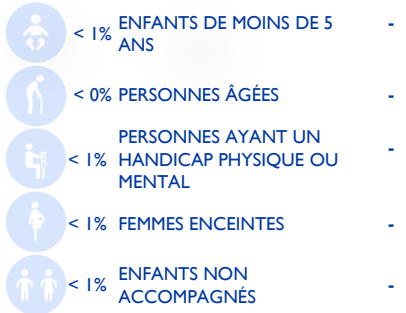 < 1% ENFANTS DE MOINS DE 5 -
ANS
< 0% PERSONNES ÂGÉES -
PERSONNES AYANT UN
< 1% HANDICAP PHYSIQUE OU -
MENTAL
< 1% FEMMES ENCEINTES -
< 1% ENFANTS NON -
ACCOMPAGNÉS